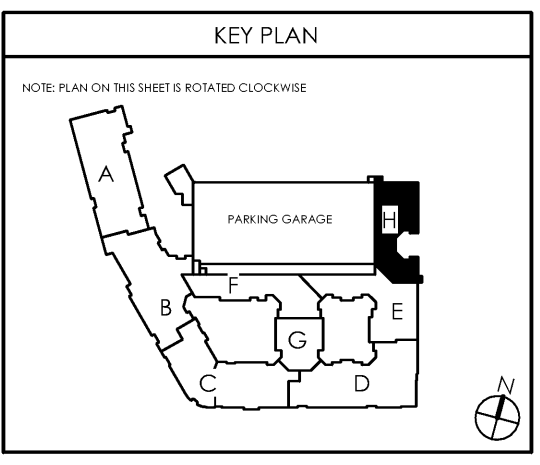 KEY PLAN
NOTE: PLAN ON THIS SHEET IS ROTATED CLOCKWISE
A
PARKING GARAGE
H
F
B
E
G
C
D
N